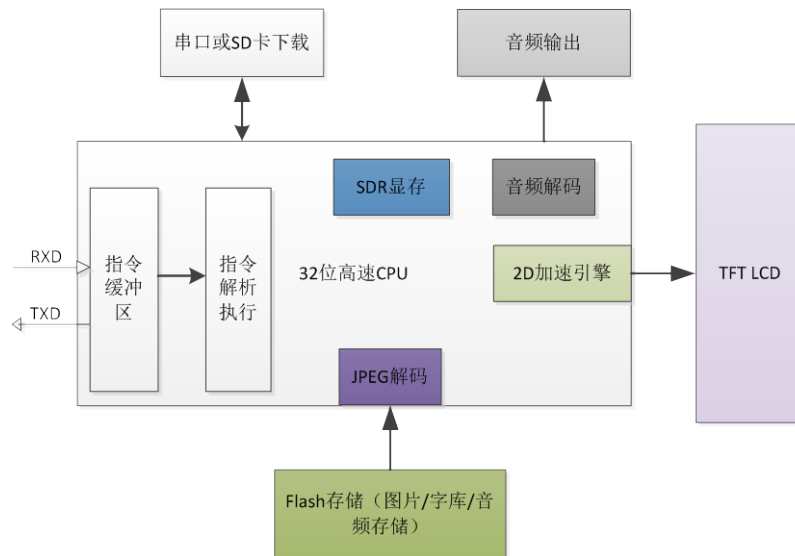 串口或SD卡下载
音频输出
SDR显存
音频解码
RXD
TXD
指令
缓冲
区
指令
解析
执行
32位高速CPU
2D加速引擎
TFT LCD
JPEG解码
Flash存储（图片/字库/音
频存储）